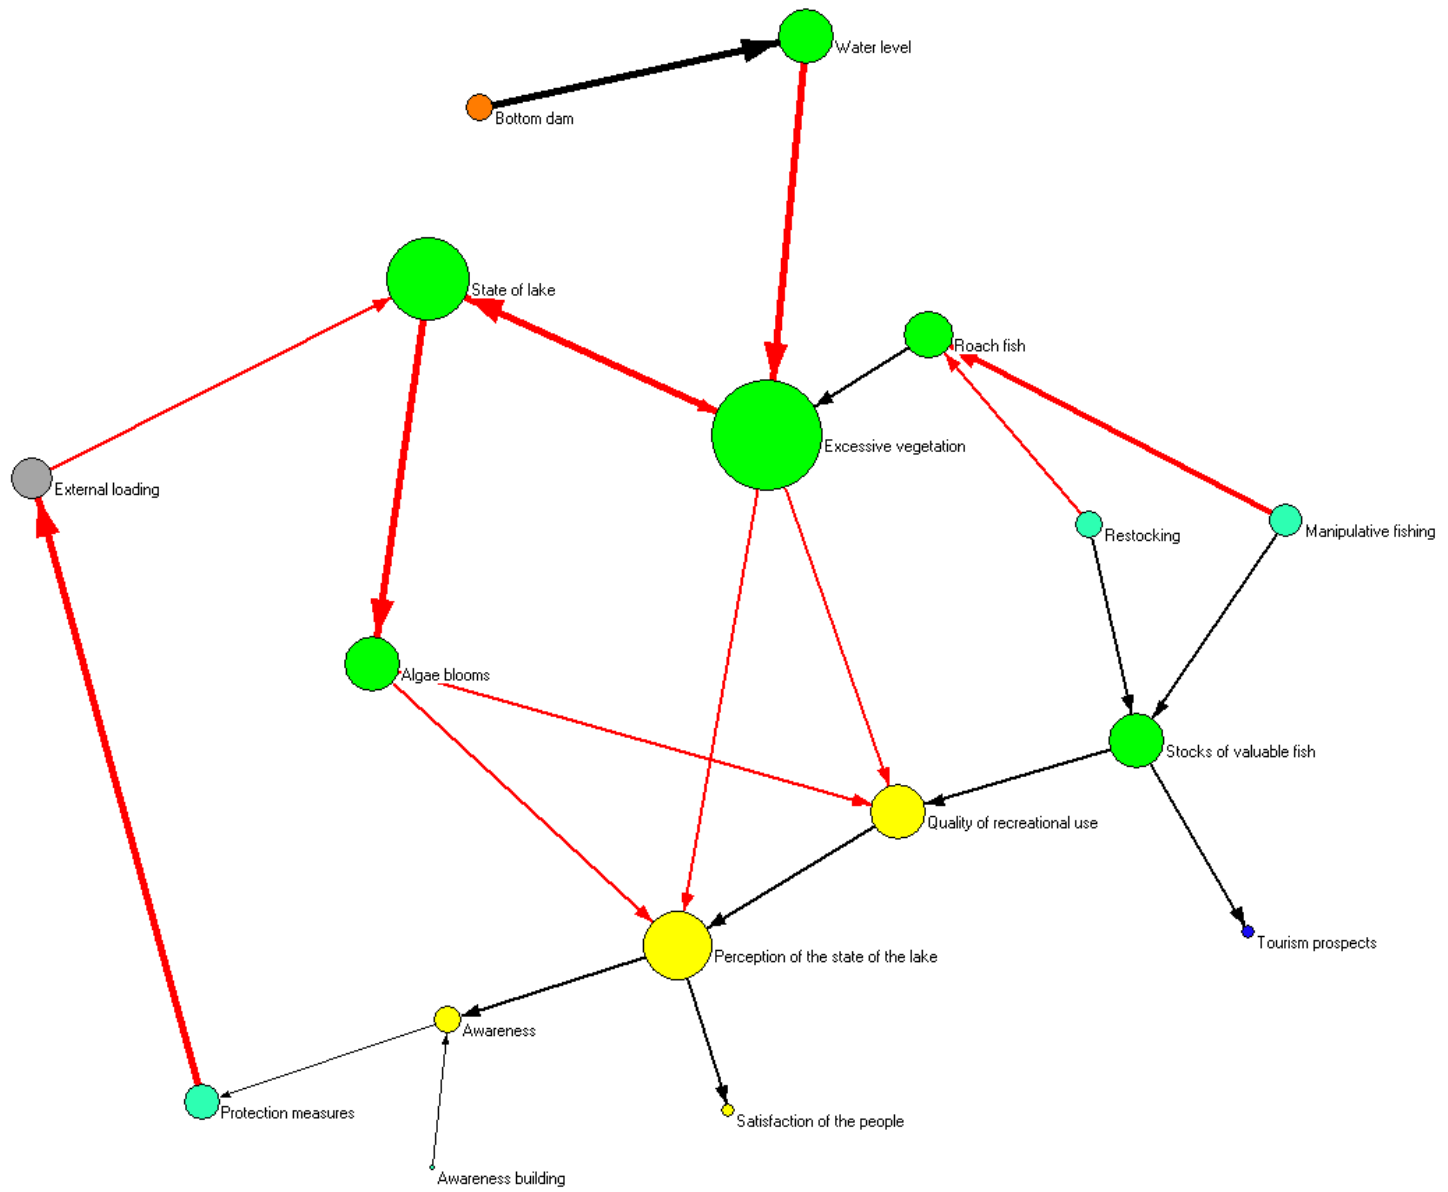 Water level
Bottom dam
State of lake
Roach fish
Excessive vegetation
External loading
Restocking
Manipulative fishing
Algae blooms
Stocks of valuable fish
Quality of recreational use
Tourism prospects
Perception of the state of the lake
Awareness
Protection measures
Satisfaction of the people
Awareness building